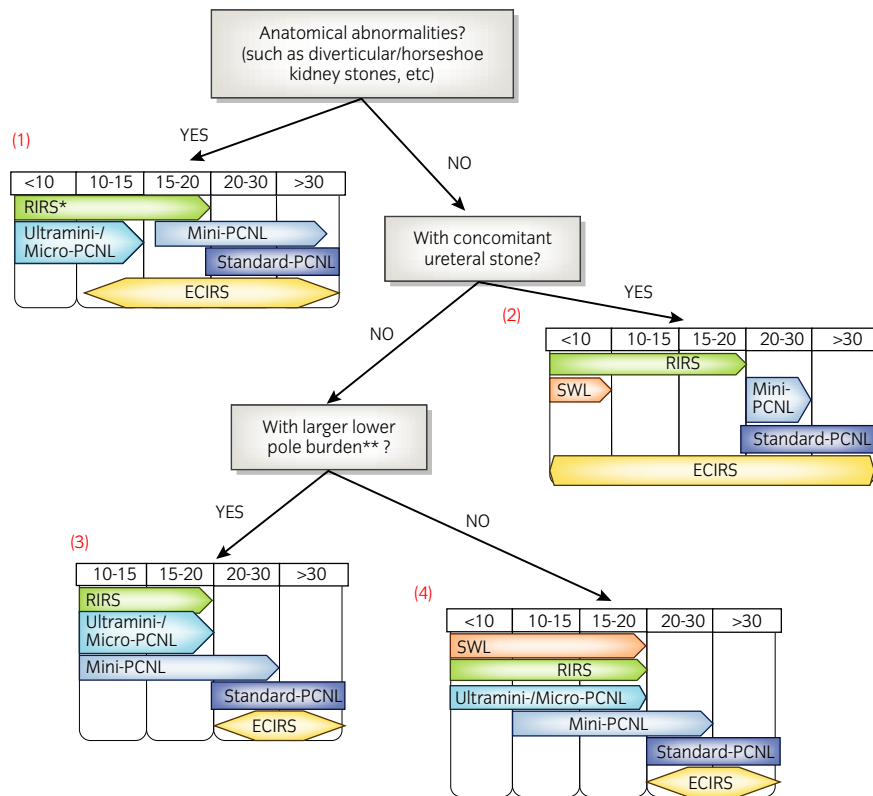 Anatomical abnormalities?
(such as diverticular/horseshoe
kidney stones, etc)
YES
NO
(1)
<10 10-15 15-20 20-30 >30
RIRS*
Ultramini-/
Micro-PCNL
Mini-PCNL
Standard-PCNL
ECIRS
With concomitant
ureteral stone?
YES
NO
(2)
<10 10-15 15-20 20-30 >30
RIRS
SWL
Mini-
PCNL
Standard-PCNL
ECIRS
With larger lower
pole burden** ?
YES
NO
(3)
10-15 15-20 20-30 >30
RIRS
Ultramini-/
Micro-PCNL
Mini-PCNL
Standard-PCNL
ECIRS
(4)
<10 10-15 15-20 20-30 >30
SWL
RIRS
Ultramini-/Micro-PCNL
Mini-PCNL
Standard-PCNL
ECIRS